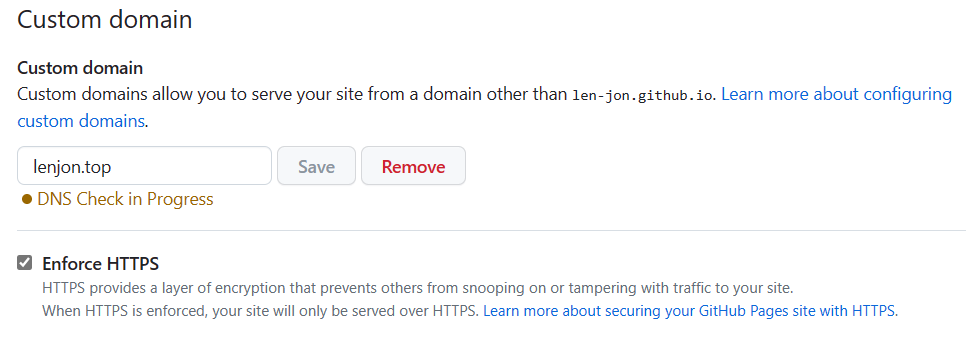 Custom domain
Custom domain
Custom domains allow you to serve your site from a domain other than len-jon.github.io. Learn more about configuring
custom domains.
lenjon.top Save Remove
DNS Check in Progress
Enforce HTTPS
HTTPS provides a layer of encryption that prevents others from snooping on or tampering with traffic to your site.
When HTTPS is enforced, your site will only be served over HTTPS. Learn more about securing your GitHub Pages site with HTTPS.